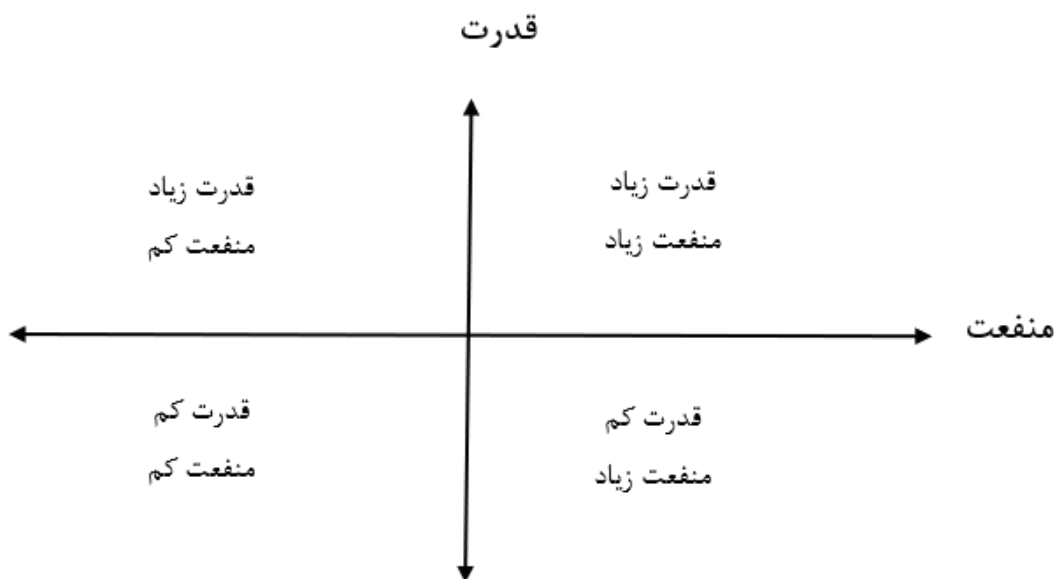 قدرت
قدرت زیاد
منفعت زیاد
قدرت زیاد
منفعت کم
منفعت
قدرت کم
منفعت زیاد
قدرت کم
منفعت کم